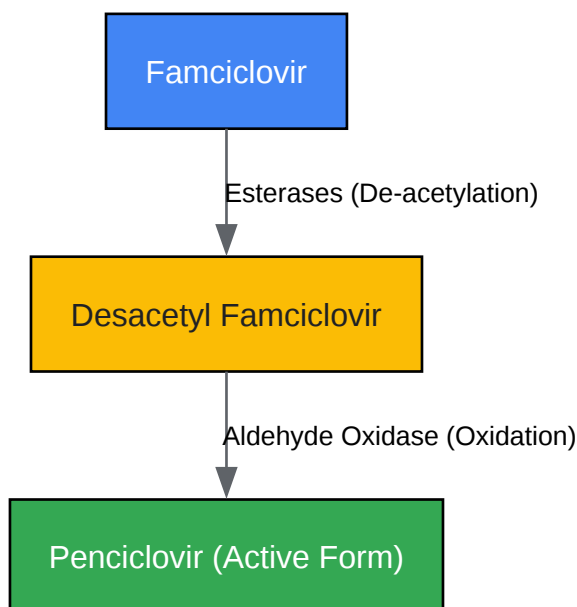 Famciclovir
Esterases (De-acetylation)
Desacetyl Famciclovir
Aldehyde Oxidase (Oxidation)
Penciclovir (Active Form)